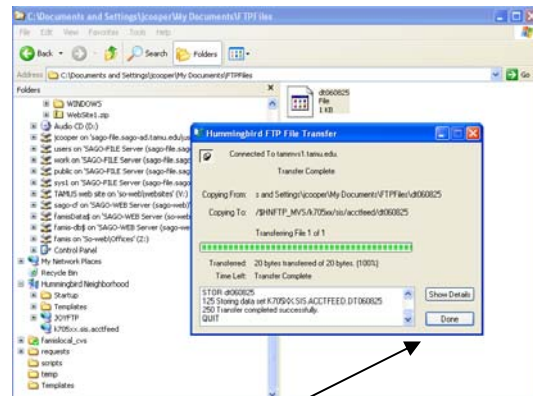 C:\Documents and Settings\jcooper\My Documents\FTPFiles
File Edit View Favorites Tools Help
Back Search Folders
Address C:\Documents and Settings\jcooper\My Documents\FTPFiles Go
Folders
WINDOWS
WebSite1.zip
Audio CD (D:)
jcooper on 'sago-file.sago-ad.tamu.edu\jus
users on 'SAGO-FILE Server (sago-file.sag
work on 'SAGO-FILE Server (sago-file.sag
public on 'SAGO-FILE Server (sago-file.sag
sys1 on 'SAGO-FILE Server (sago-file.sag
TAMUS web site on 'so-web\websites' (V:)
sago-cf on 'SAGO-WEB Server (sago-web)'
FamisData$ on 'SAGO-WEB Server (so-web
famis-db$ on 'SAGO-WEB Server (sago-we
famis on 'So-web\Offices' (Z:)
Control Panel
My Network Places
Recycle Bin
Hummingbird Neighborhood
Startup
Templates
JOYFTP
k705xx.sis.acctfeed
famislocal_cvs
requests
scripts
temp
Templates
dt060825
File
1 KB
Hummingbird FTP File Transfer
Connected To tammvs1.tamu.edu.
Transfer Complete
Copying From: s and Settings\jcooper\My Documents\FTPFiles\dt060825
Copying To: /$HNFTP_MVS/k705xx/sis/acctfeed/dt060825
Transfering File 1 of 1
Transferred: 20 bytes transferred of 20 bytes. (100%)
Time Left: Transfer Complete
STOR dt060825
125 Storing data set K705XX.SIS.ACCTFEED.DT060825
250 Transfer completed successfully.
QUIT
Show Details
Done